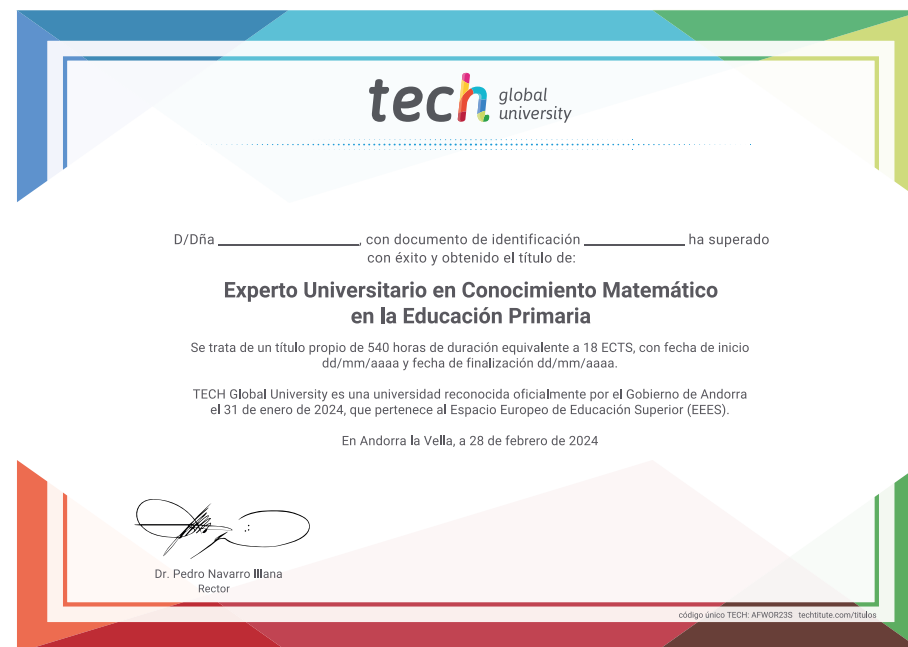 tech global university
D/Dña ____________________, con documento de identificación ______________ ha superado
con éxito y obtenido el título de:
Experto Universitario en Conocimiento Matemático
en la Educación Primaria
Se trata de un título propio de 540 horas de duración equivalente a 18 ECTS, con fecha de inicio
dd/mm/aaaa y fecha de finalización dd/mm/aaaa.
TECH Global University es una universidad reconocida oficialmente por el Gobierno de Andorra
el 31 de enero de 2024, que pertenece al Espacio Europeo de Educación Superior (EEES).
En Andorra la Vella, a 28 de febrero de 2024
Dr. Pedro Navarro Illana
Rector
código único TECH: AFWOR23S techtitute.com/titulos